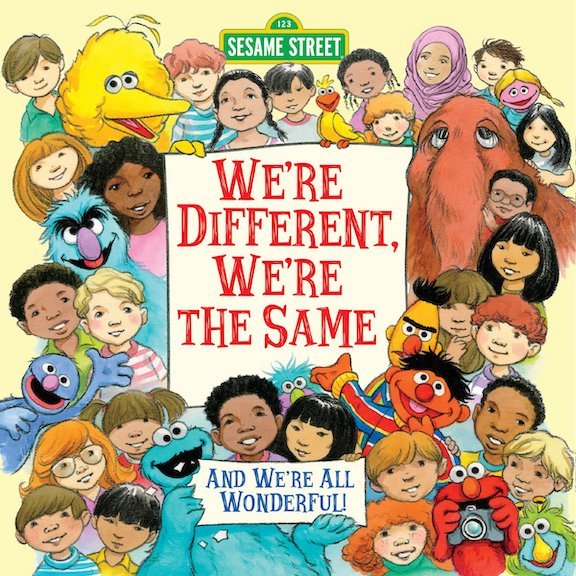 123
SESAME STREET
WE'RE
DIFFERENT,
WE'RE
THE SAME
AND WE'RE ALL
WONDERFUL!